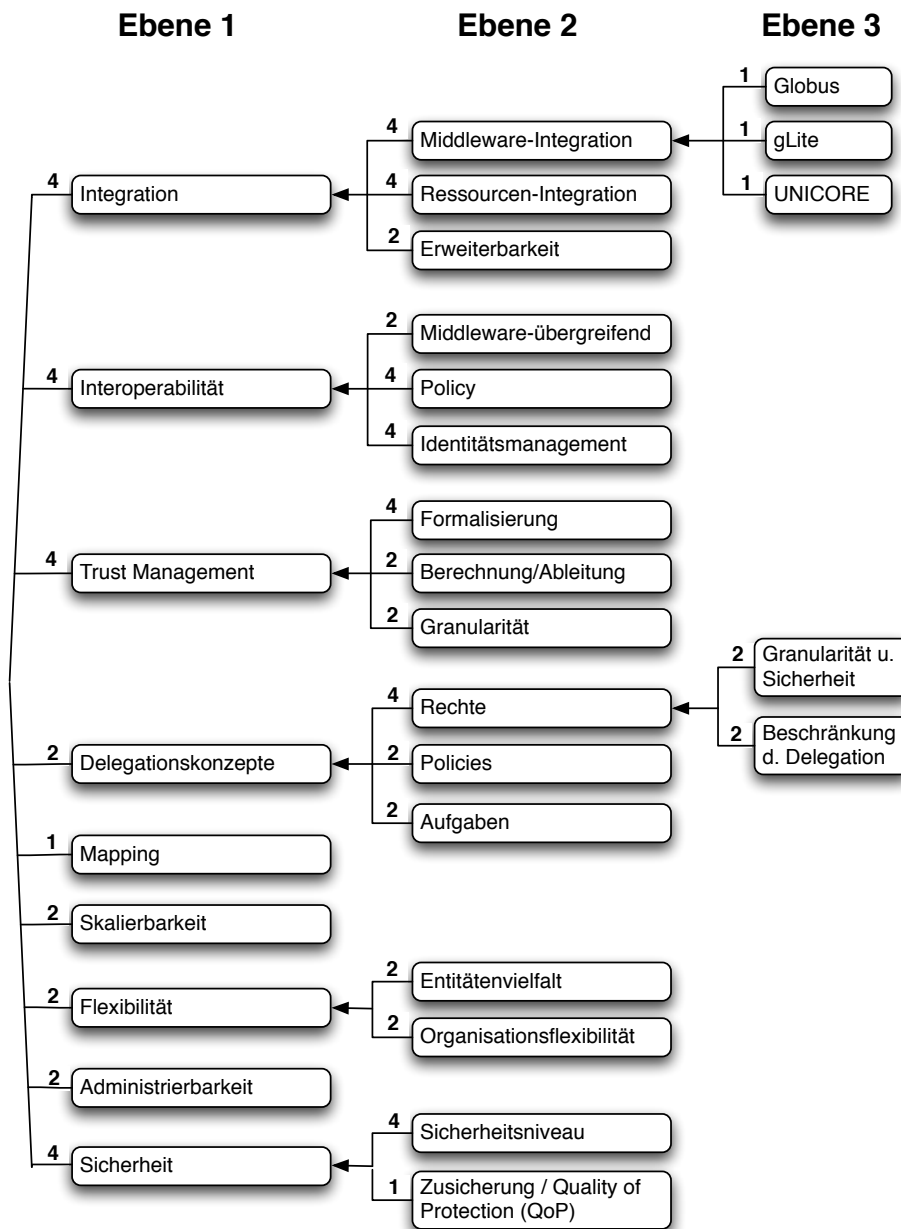 Ebene 1
Ebene 2
Ebene 3
4
Integration
4
Middleware-Integration
1
Globus
1
gLite
1
UNICORE
4
Ressourcen-Integration
2
Erweiterbarkeit
4
Interoperabilität
2
Middleware-übergreifend
4
Policy
4
Identitätsmanagement
4
Trust Management
4
Formalisierung
2
Berechnung/Ableitung
2
Granularität
2
Delegationskonzepte
4
Rechte
2
Granularität u.
Sicherheit
2
Beschränkung
d. Delegation
2
Policies
2
Aufgaben
1
Mapping
2
Skalierbarkeit
2
Flexibilität
2
Entitätenvielfalt
2
Organisationsflexibilität
2
Administrierbarkeit
4
Sicherheit
4
Sicherheitsniveau
1
Zusicherung / Quality of
Protection (QoP)